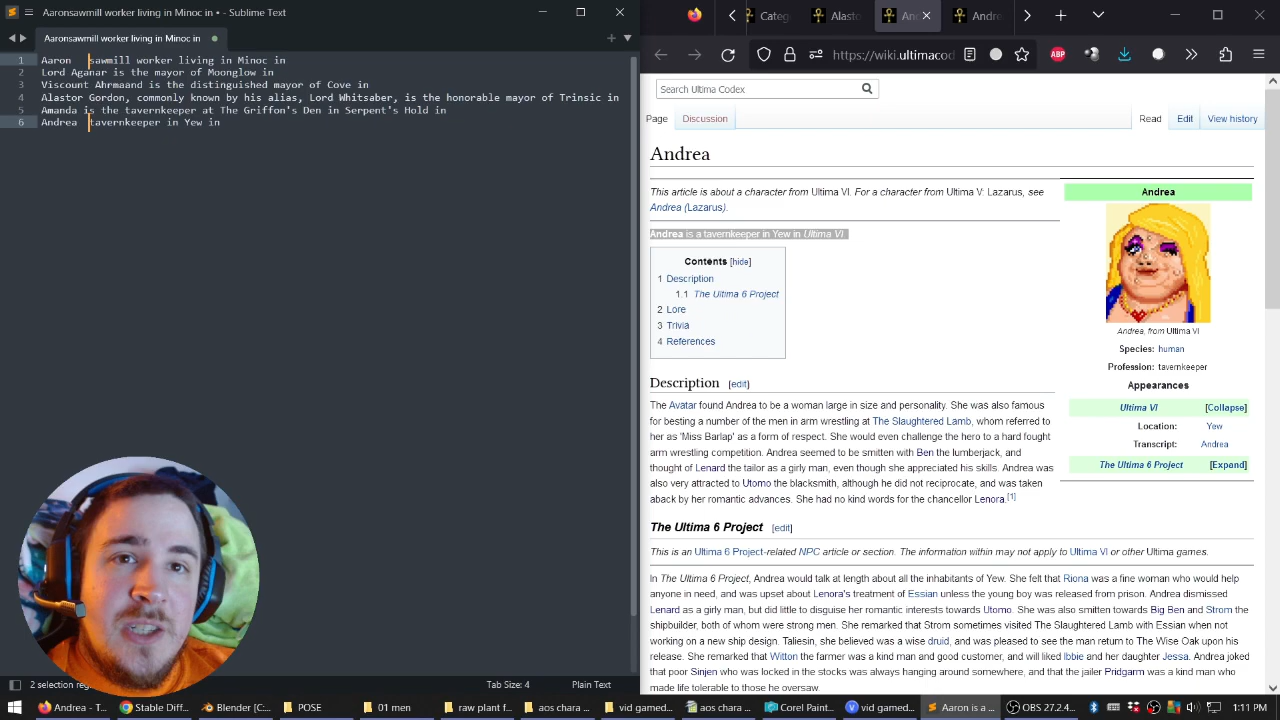 Aaronsawmill worker living in Minoc in • - Sublime Text
Aaronsawmill worker living in Minoc in
1 Aaron sawmill worker living in Minoc in
2 Lord Aganar is the mayor of Moonglow in
3 Viscount Ahrmaand is the distinguished mayor of Cove in
4 Alastor Gordon, commonly known by his alias, Lord Whitsaber, is the honorable mayor of Trinsic in
5 Amanda is the tavernkeeper at The Griffon's Den in Serpent's Hold in
6 Andrea tavernkeeper in Yew in
2 selection reg
Tab Size: 4
Plain Text
Categ
Alasto
Anc
Andre
https://wiki.ultimacod
ABP
Search Ultima Codex
Page
Discussion
Read
Edit
View history
Andrea
This article is about a character from Ultima VI. For a character from Ultima V: Lazarus, see
Andrea (Lazarus).
Andrea is a tavernkeeper in Yew in Ultima VI.
Contents [hide]
1 Description
1.1 The Ultima 6 Project
2 Lore
3 Trivia
4 References
Andrea
Andrea, from Ultima VI
Species: human
Profession: tavernkeeper
Appearances
Ultima VI [Collapse]
Location: Yew
Transcript: Andrea
The Ultima 6 Project [Expand]
Description [edit]
The Avatar found Andrea to be a woman large in size and personality. She was also famous
for besting a number of the men in arm wrestling at The Slaughtered Lamb, whom referred to
her as 'Miss Barlap' as a form of respect. She would even challenge the hero to a hard fought
arm wrestling competition. Andrea seemed to be smitten with Ben the lumberjack, and
thought of Lenard the tailor as a girly man, even though she appreciated his skills. Andrea was
also very attracted to Utomo the blacksmith, although he did not reciprocate, and was taken
aback by her romantic advances. She had no kind words for the chancellor Lenora.[1]
The Ultima 6 Project [edit]
This is an Ultima 6 Project-related NPC article or section. The information within may not apply to Ultima VI or other Ultima games.
In The Ultima 6 Project, Andrea would talk at length about all the inhabitants of Yew. She felt that Riona was a fine woman who would help
anyone in need, and was upset about Lenora's treatment of Essian unless the young boy was released from prison. Andrea dismissed
Lenard as a girly man, but did little to disguise her romantic interests towards Utomo. She was also smitten towards Big Ben and Strom the
shipbuilder, both of whom were strong men. She remarked that Strom sometimes visited The Slaughtered Lamb with Essian when not
working on a new ship design. Taliesin, she believed was a wise druid, and was pleased to see the man return to The Wise Oak upon his
release. She remarked that Witton the farmer was a kind man and good customer, and will liked Ibbie and her daughter Jessa. Andrea joked
that poor Sinjen who was locked in the stocks was always hanging around somewhere, and that the jailer Pridgarm was a kind man who
made life tolerable to those he oversaw.
Andrea - T...
Stable Diff...
Blender [C...
POSE
01 men
raw plant f...
aos chara ...
vid gamed...
aos chara ...
Corel Paint...
vid gamed...
Aaron is a ...
OBS 27.2.4...
1:11 PM